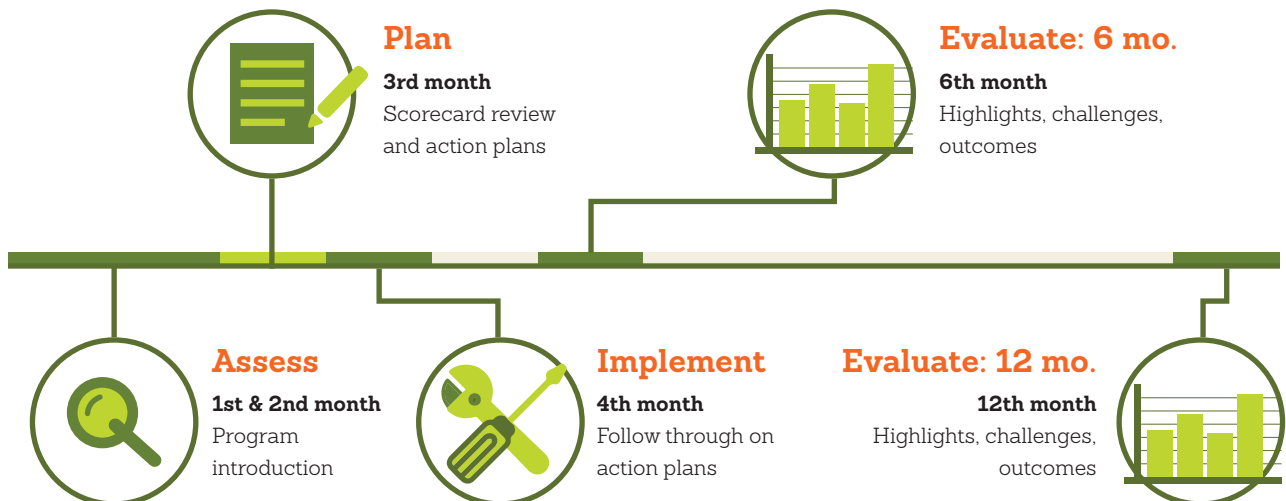 Plan
3rd month
Scorecard review
and action plans
Evaluate: 6 mo.
6th month
Highlights, challenges,
outcomes
Assess
1st & 2nd month
Program
introduction
Implement
4th month
Follow through on
action plans
Evaluate: 12 mo.
12th month
Highlights, challenges,
outcomes